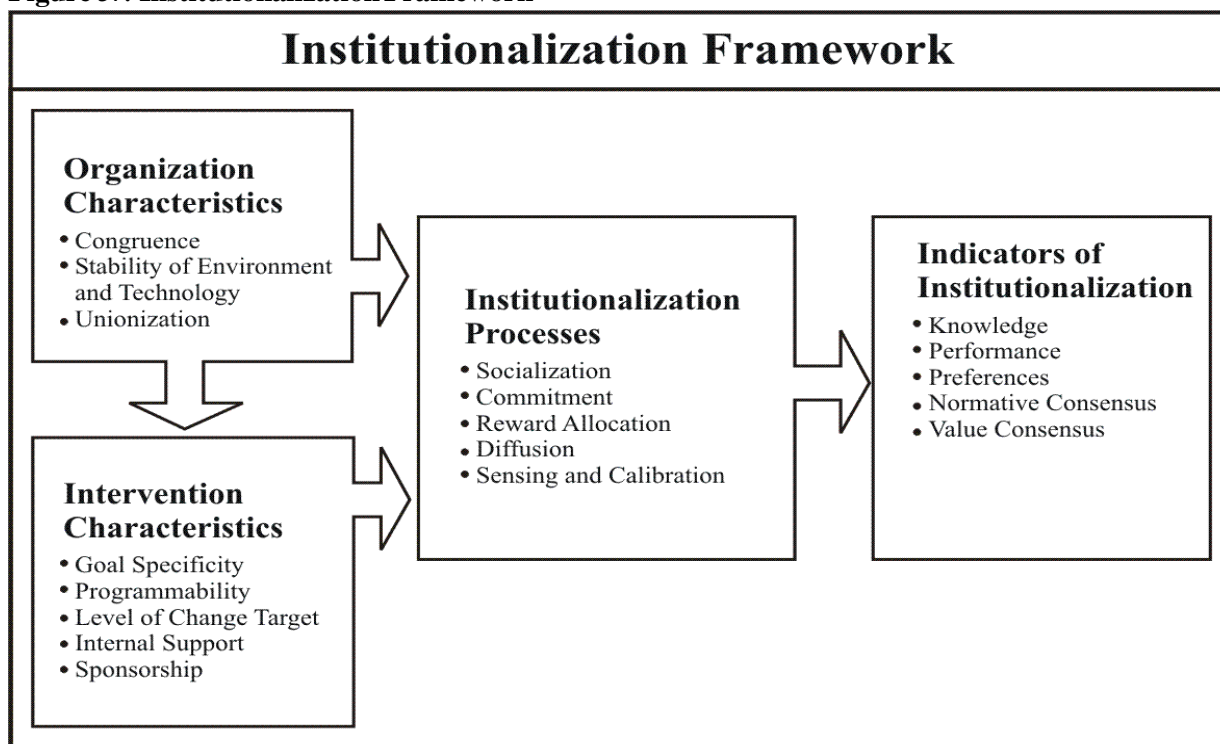 Institutionalization Framework
Organization
Characteristics
• Congruence
• Stability of Environment
and Technology
• Unionization
Intervention
Characteristics
• Goal Specificity
• Programmability
• Level of Change Target
• Internal Support
• Sponsorship
Institutionalization
Processes
• Socialization
• Commitment
• Reward Allocation
• Diffusion
• Sensing and Calibration
Indicators of
Institutionalization
• Knowledge
• Performance
• Preferences
• Normative Consensus
• Value Consensus